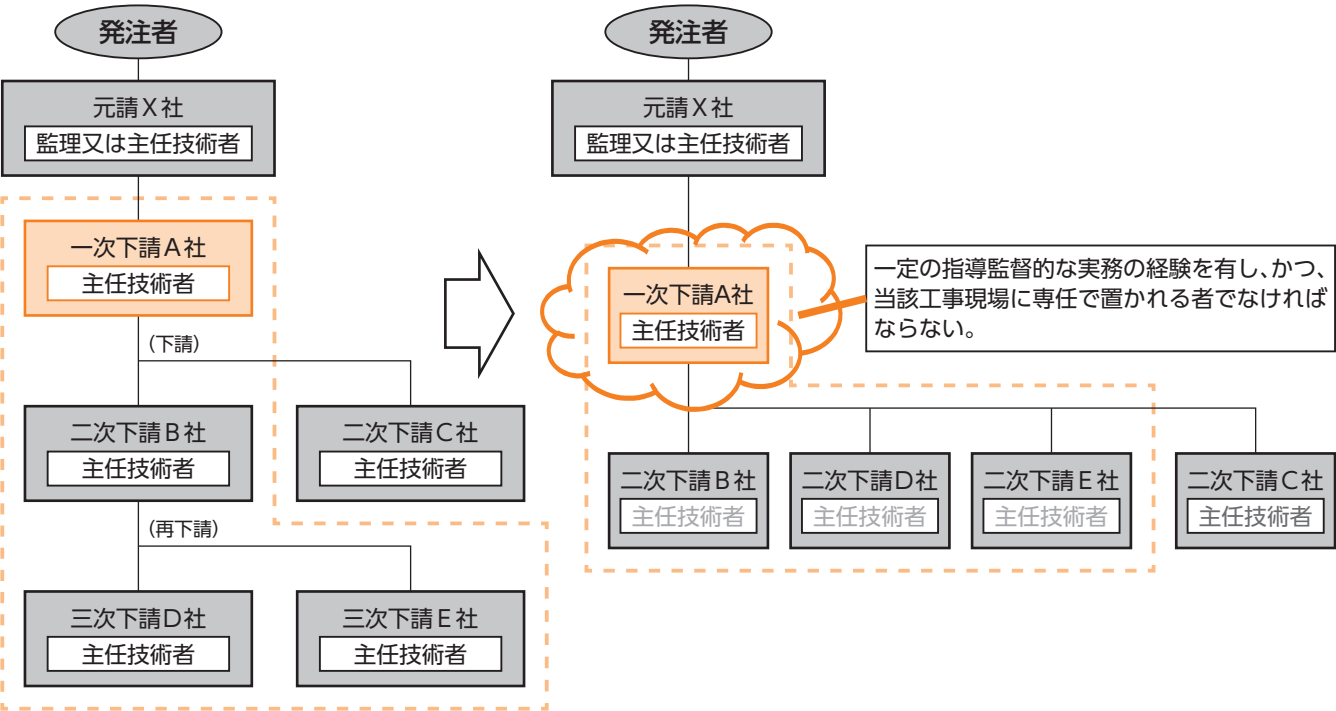 発注者
元請X社
監理又は主任技術者
一次下請A社
主任技術者
(下請)
二次下請B社
主任技術者
二次下請C社
主任技術者
(再下請)
三次下請D社
主任技術者
三次下請E社
主任技術者
発注者
元請X社
監理又は主任技術者
一次下請A社
主任技術者
一定の指導監督的な実務の経験を有し、かつ、
当該工事現場に専任で置かれる者でなければ
ならない。
二次下請B社
主任技術者
二次下請D社
主任技術者
二次下請E社
主任技術者
二次下請C社
主任技術者